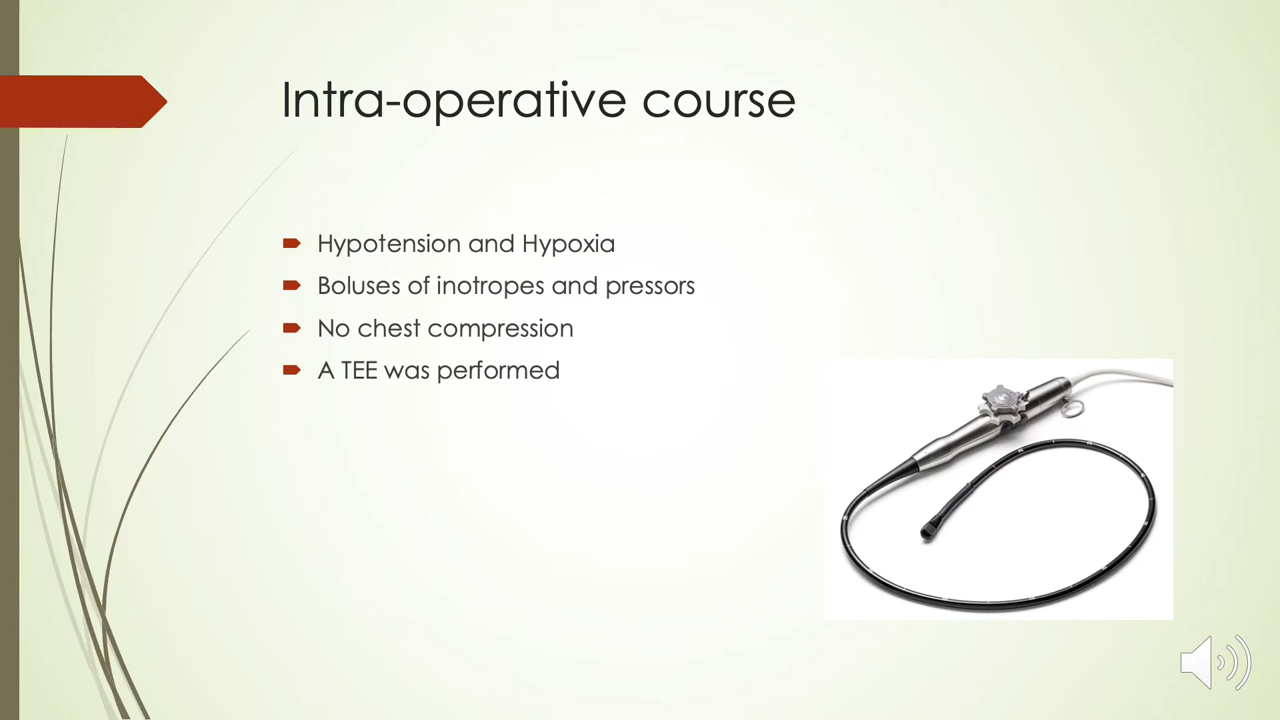 Intra-operative course
Hypotension and Hypoxia
Boluses of inotropes and pressors
No chest compression
A TEE was performed